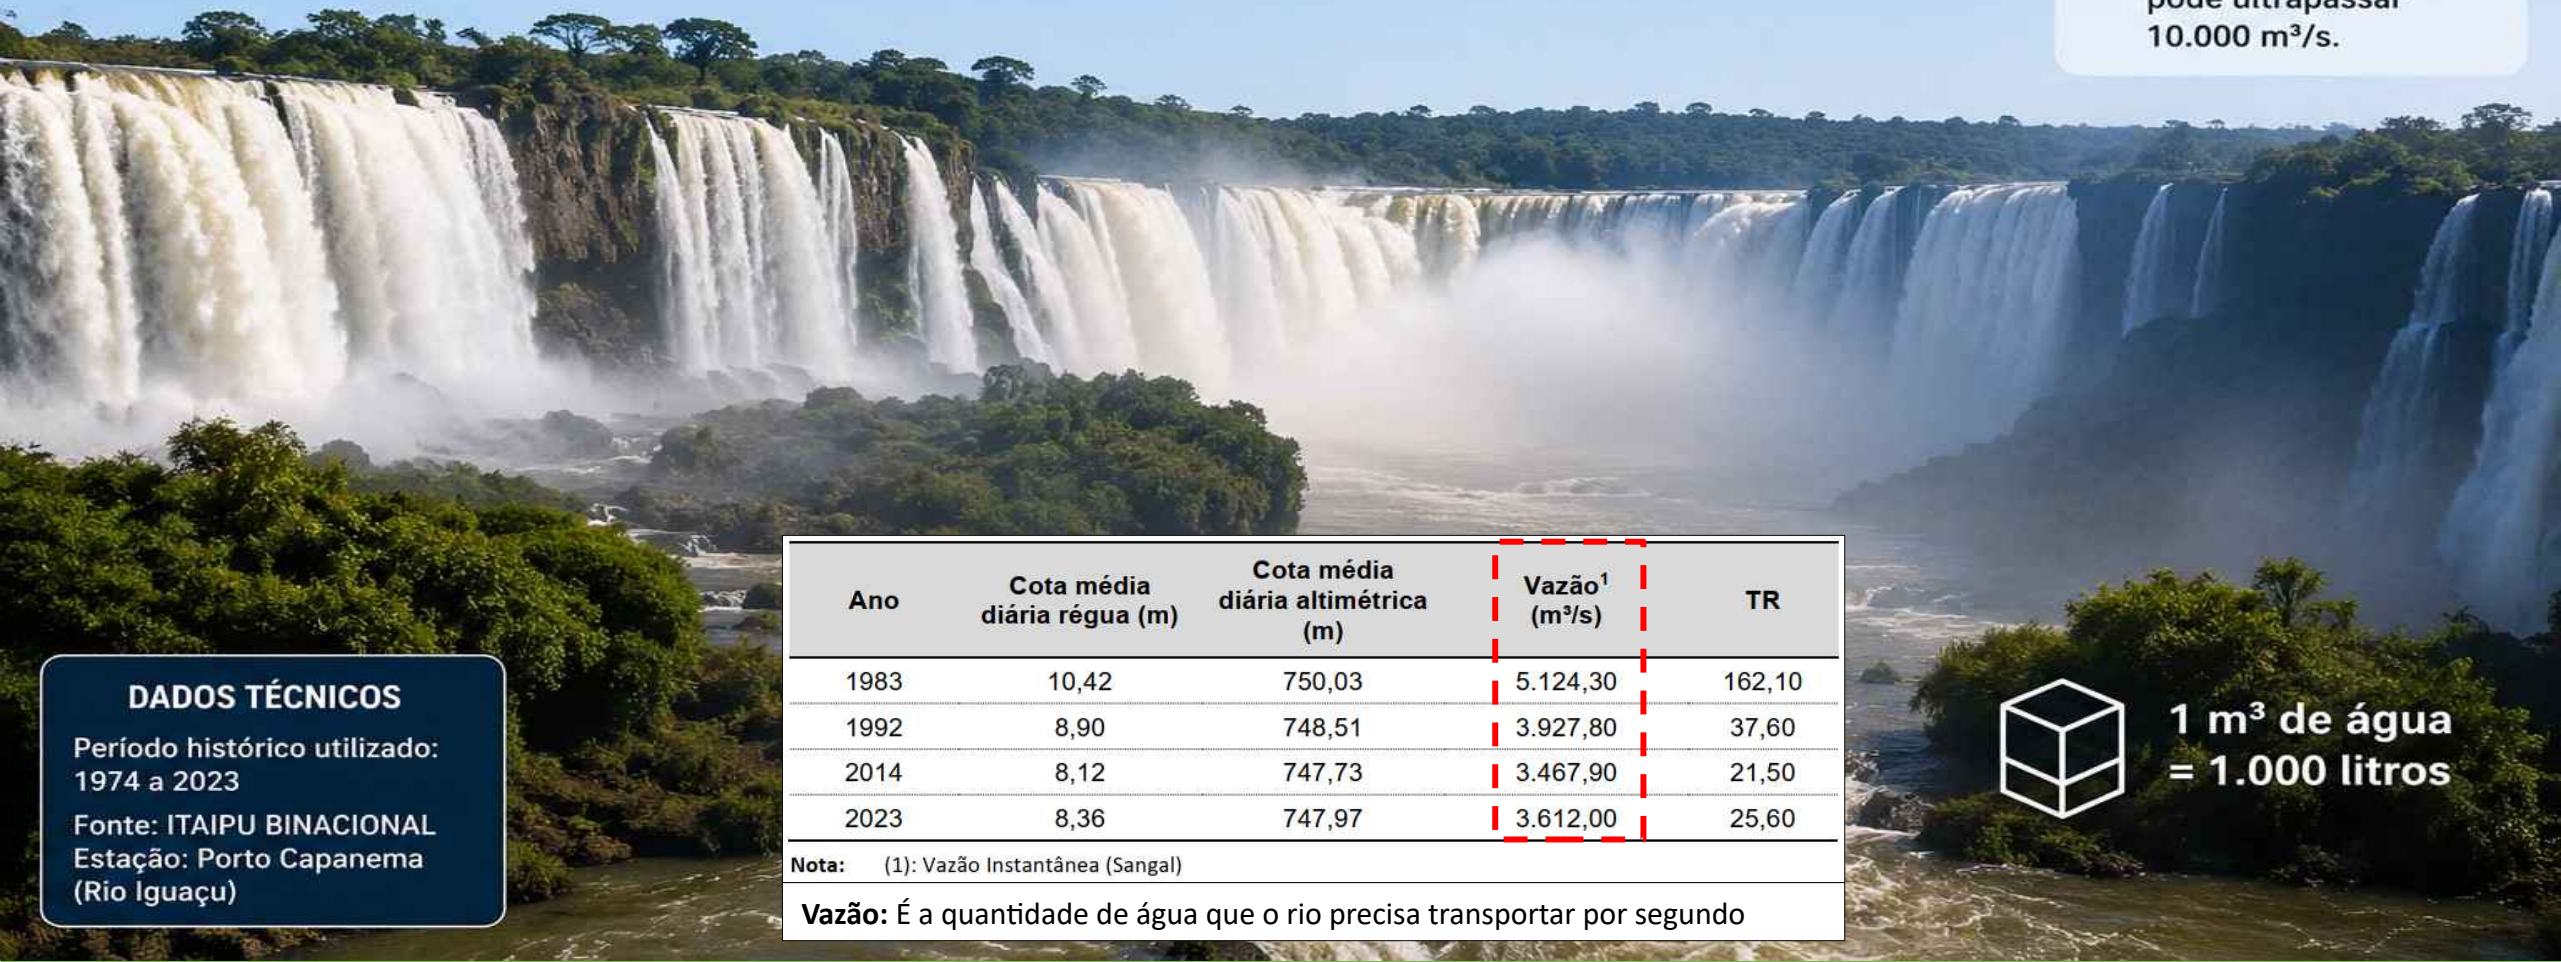 pode ultrapassar
10.000 m³/s.
Ano	Cota média diária régua (m)	Cota média diária altimétrica (m)	Vazão¹ (m³/s)	TR
1983	10,42	750,03	5.124,30	162,10
1992	8,90	748,51	3.927,80	37,60
2014	8,12	747,73	3.467,90	21,50
2023	8,36	747,97	3.612,00	25,60
Nota: (1): Vazão Instantânea (Sangal)
Vazão: É a quantidade de água que o rio precisa transportar por segundo
DADOS TÉCNICOS
Período histórico utilizado:
1974 a 2023
Fonte: ITAIPU BINACIONAL
Estação: Porto Capanema
(Rio Iguaçu)
1 m³ de água
= 1.000 litros